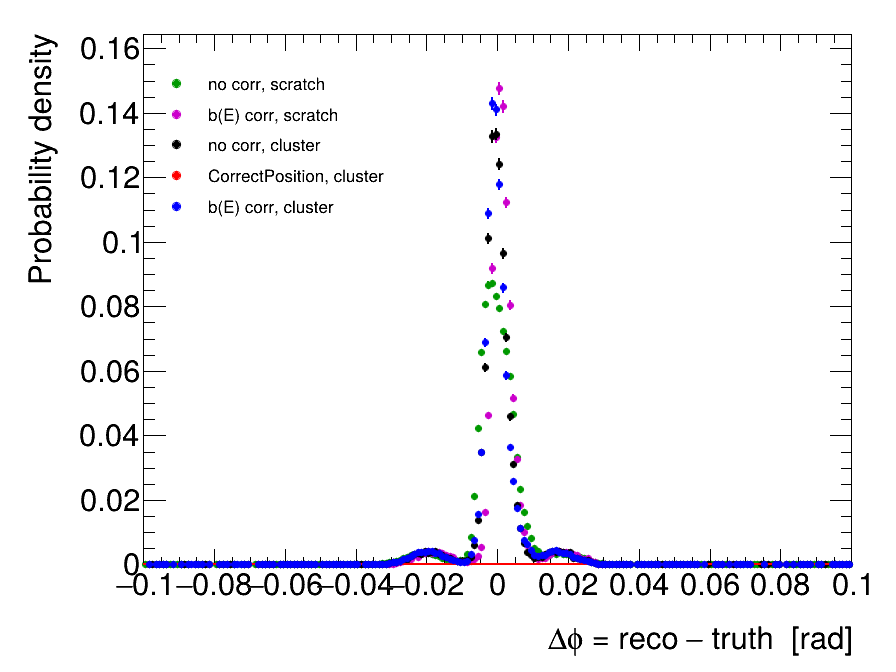 Probability density
0.16
0.14
0.12
0.1
0.08
0.06
0.04
0.02
0
no corr, scratch
b(E) corr, scratch
no corr, cluster
CorrectPosition, cluster
b(E) corr, cluster
−0.1 −0.08 −0.06 −0.04 −0.02 0 0.02 0.04 0.06 0.08 0.1
Δϕ = reco − truth [rad]